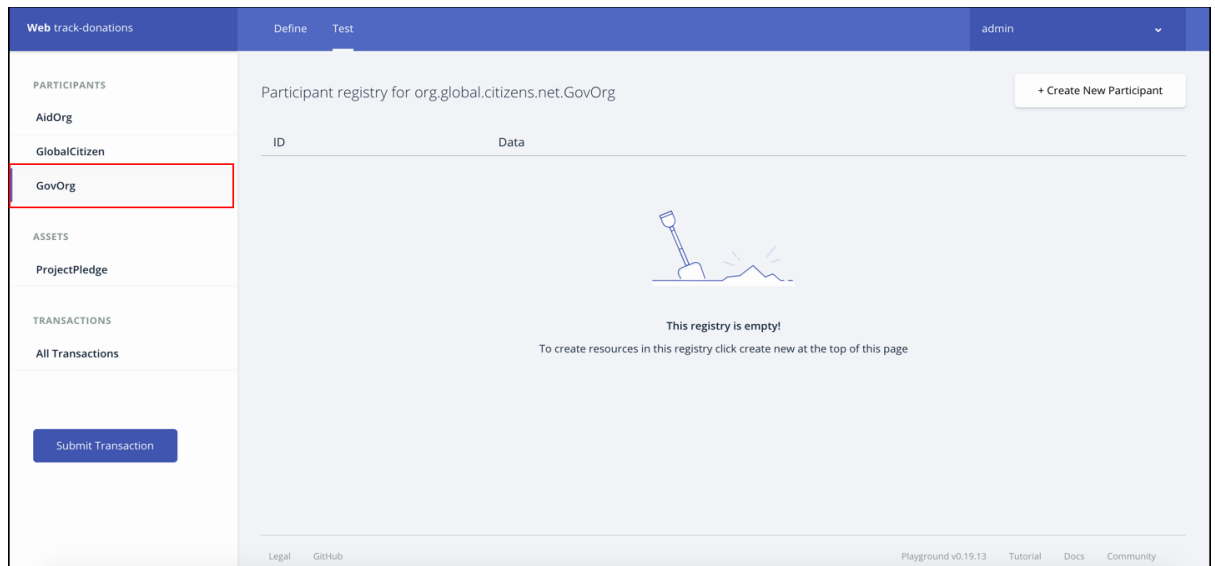 Web track-donations
Define Test
admin
PARTICIPANTS
AidOrg
GlobalCitizen
GovOrg
ASSETS
ProjectPledge
TRANSACTIONS
All Transactions
Submit Transaction
Participant registry for org.global.citizens.net.GovOrg
+ Create New Participant
ID Data
This registry is empty!
To create resources in this registry click create new at the top of this page
Legal GitHub
Playground v0.19.13 Tutorial Docs Community